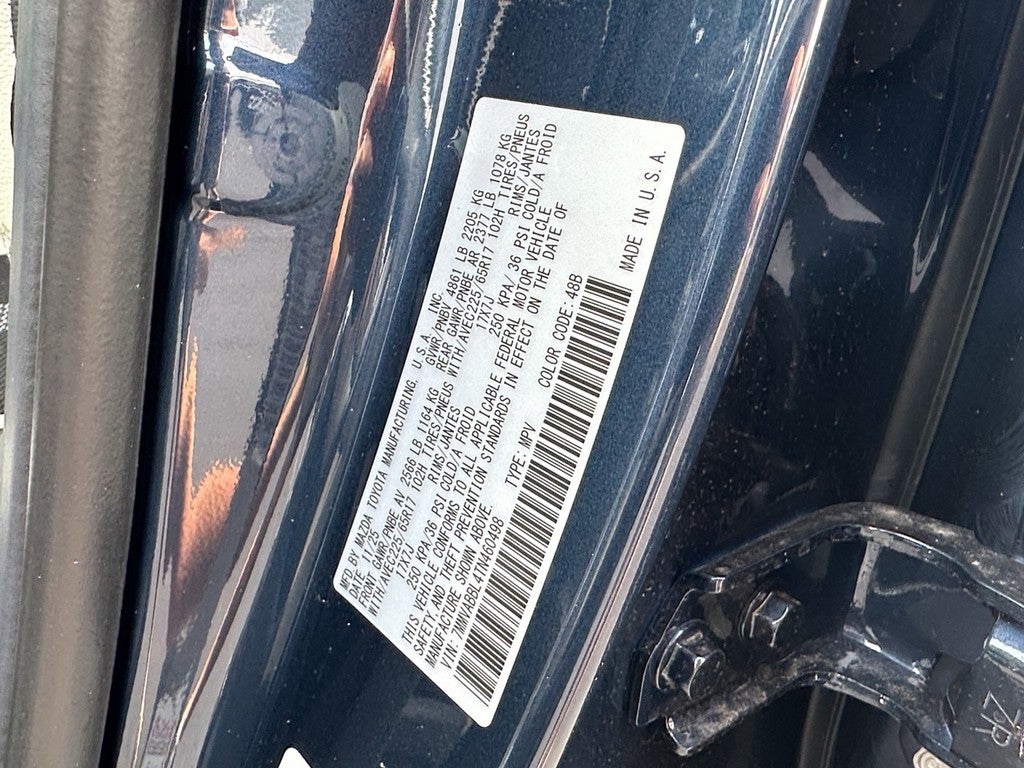 MFD BY MAZDA TOYOTA MANUFACTURING, U.S.A., INC.
DATE: 11/25 GVWR/PNBV 4861 LB 2205 KG
FRONT GAWR/PNBE AV 2566 LB 1164 KG REAR GAWR/PNBE AR 2377 LB 1078 KG
WITH/AVEC225/65R17 102H TIRES/PNEUS WITH/AVEC225/65R17 102H TIRES/PNEUS
17X7J RIMS/JANTES 17X7J RIMS/JANTES
250 KPA/36 PSI COLD/A FROID 250 KPA/36 PSI COLD/A FROID
THIS VEHICLE CONFORMS TO ALL APPLICABLE FEDERAL MOTOR VEHICLE
SAFETY AND THEFT PREVENTION STANDARDS IN EFFECT ON THE DATE OF
MANUFACTURE SHOWN ABOVE.
VIN: 7MMVABBL4TN460498 TYPE: MPV COLOR CODE: 48B
MADE IN U.S.A.